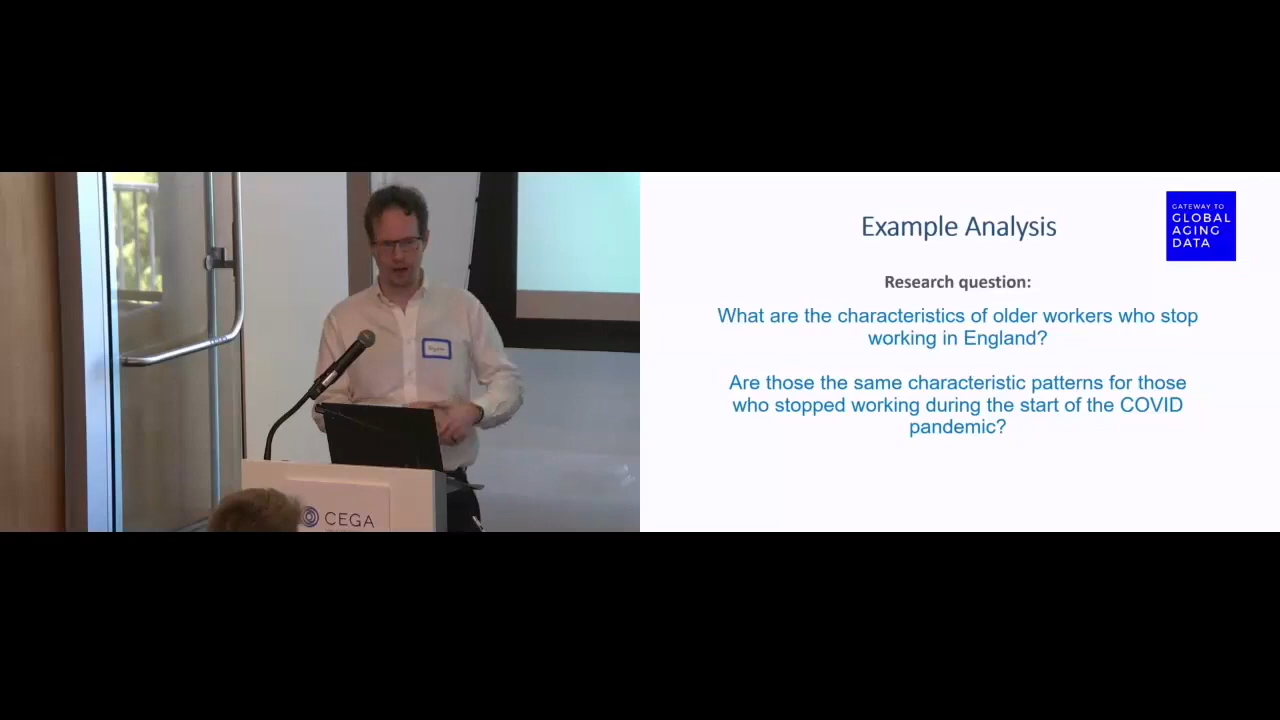 CEGA
Example Analysis
GATEWAY TO
GLOBAL
AGING
DATA
Research question:
What are the characteristics of older workers who stop
working in England?
Are those the same characteristic patterns for those
who stopped working during the start of the COVID
pandemic?